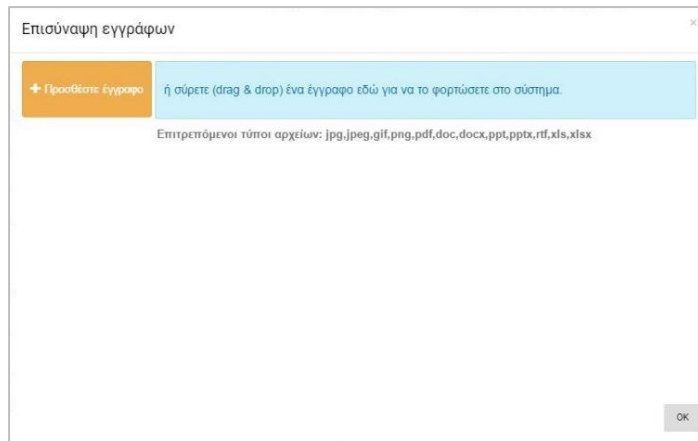 Επισύναψη εγγράφων
×
+ Προσθέστε έγγραφο
ή σύρετε (drag & drop) ένα έγγραφο εδώ για να το φορτώσετε στο σύστημα.
Επιτρεπόμενοι τύποι αρχείων: jpg,jpeg,gif,png,pdf,doc,docx,ppt,pptx,rtf,xls,xlsx
OK